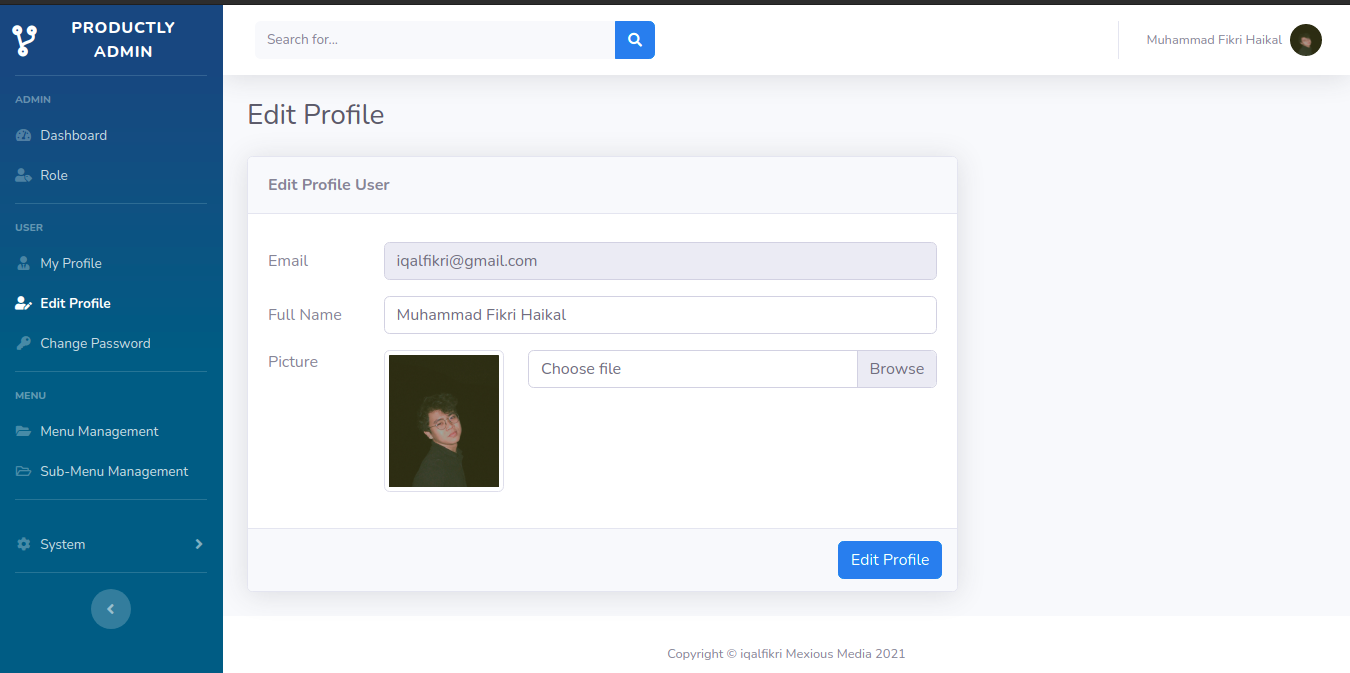 PRODUCTLY
ADMIN
ADMIN
Dashboard
Role
USER
My Profile
Edit Profile
Change Password
MENU
Menu Management
Sub-Menu Management
System
Search for...
Muhammad Fikri Haikal
Edit Profile
Edit Profile User
Email
iqalfikri@gmail.com
Full Name
Muhammad Fikri Haikal
Picture
Choose file
Browse
Edit Profile
Copyright © iqalfikri Mexious Media 2021